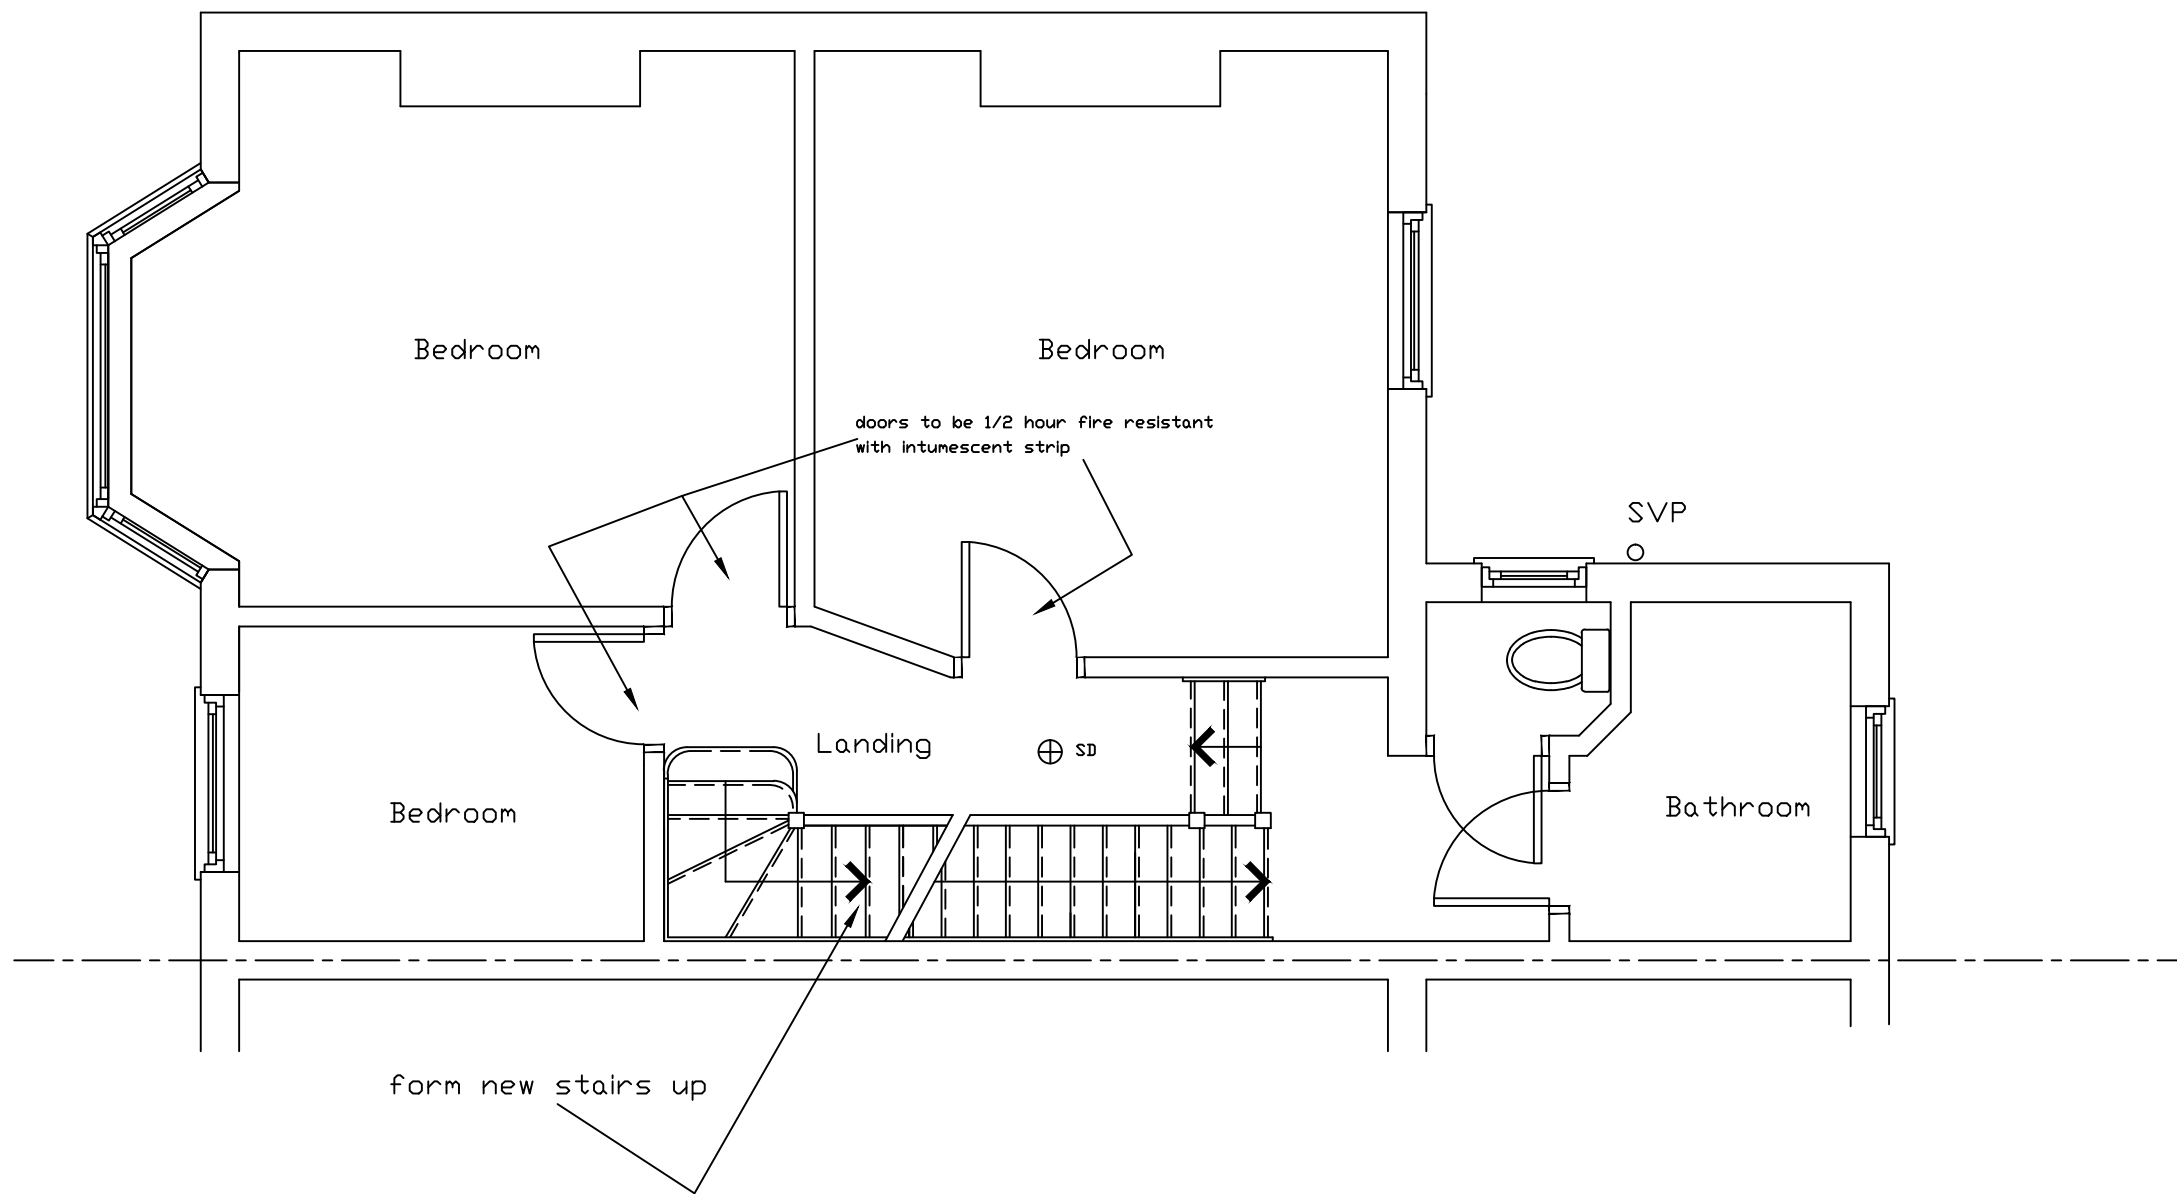 Bedroom
Bedroom
doors to be 1/2 hour fire resistant
with intumescent strip
SVP
Landing
SD
Bedroom
Bathroom
form new stairs up